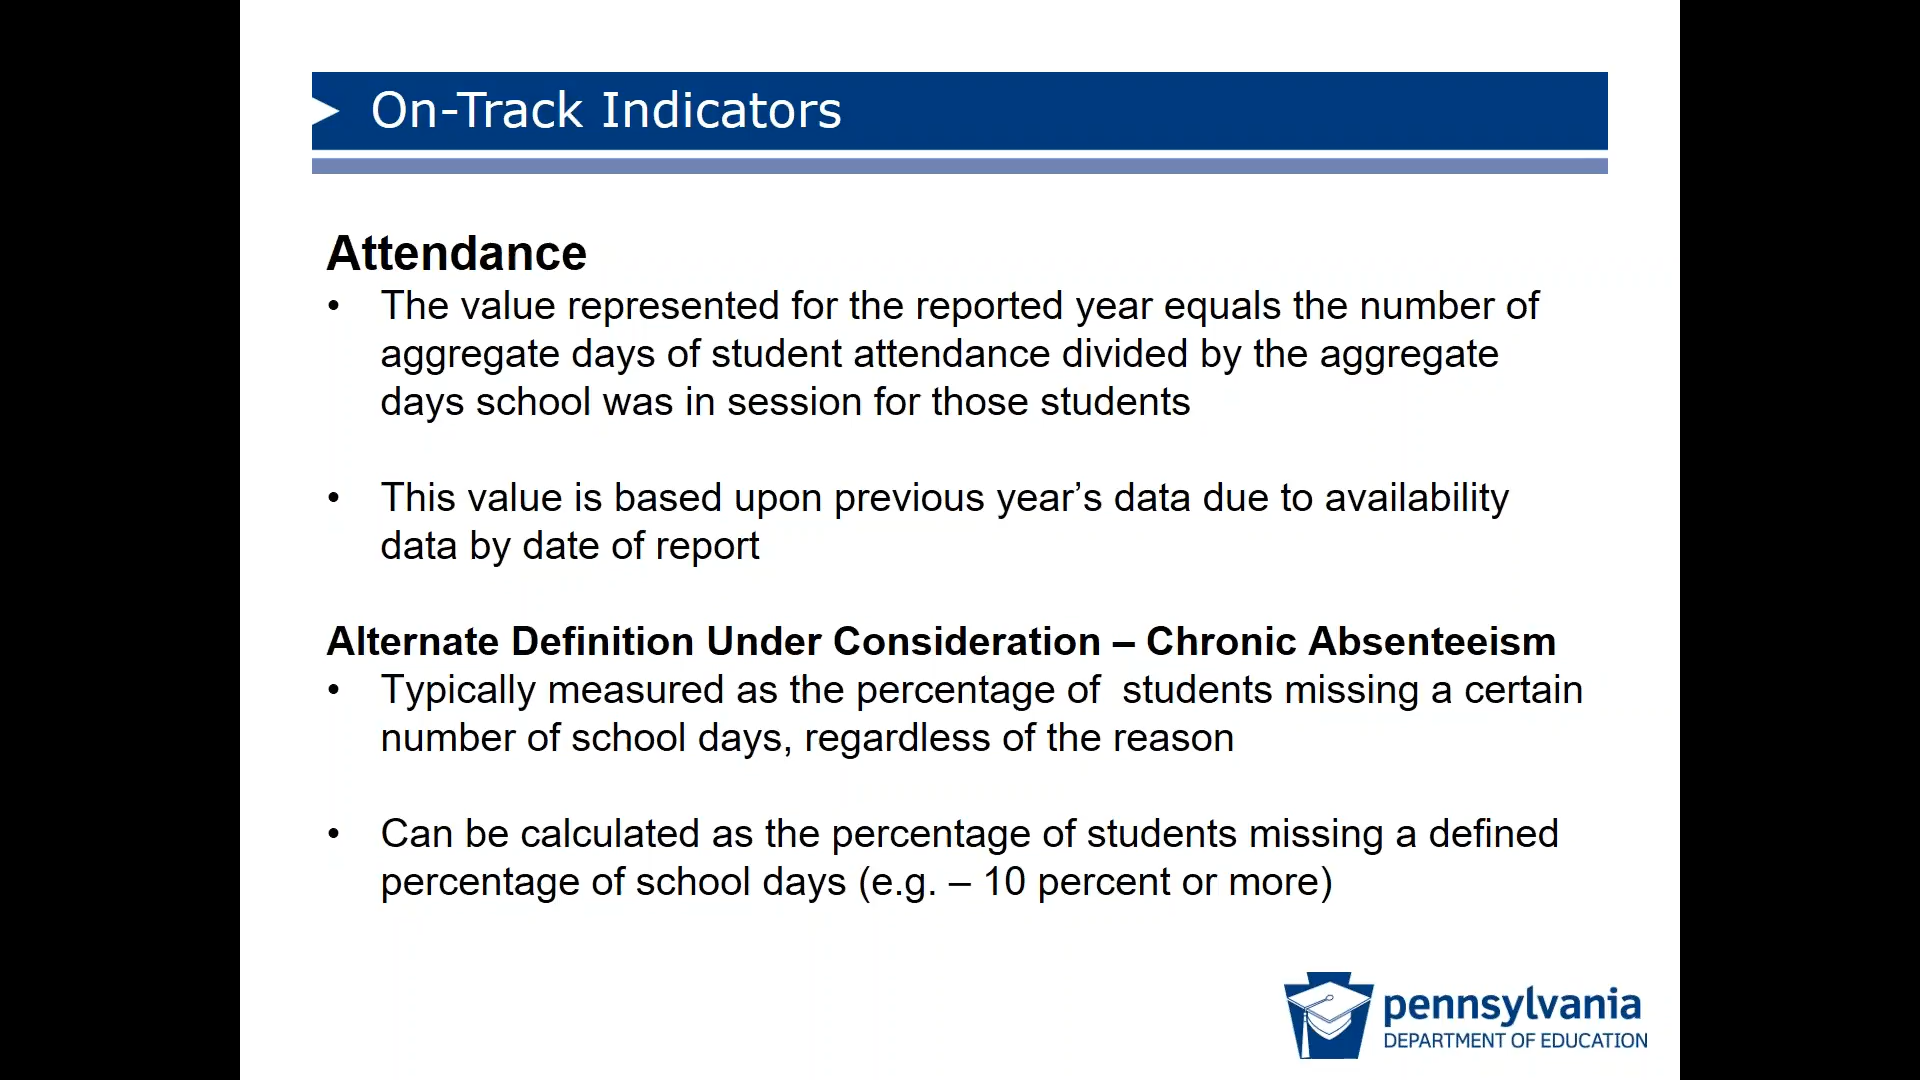 On-Track Indicators
Attendance
• The value represented for the reported year equals the number of
aggregate days of student attendance divided by the aggregate
days school was in session for those students
• This value is based upon previous year’s data due to availability
data by date of report
Alternate Definition Under Consideration – Chronic Absenteeism
• Typically measured as the percentage of  students missing a certain
number of school days, regardless of the reason
• Can be calculated as the percentage of students missing a defined
percentage of school days (e.g. – 10 percent or more)
pennsylvania
DEPARTMENT OF EDUCATION